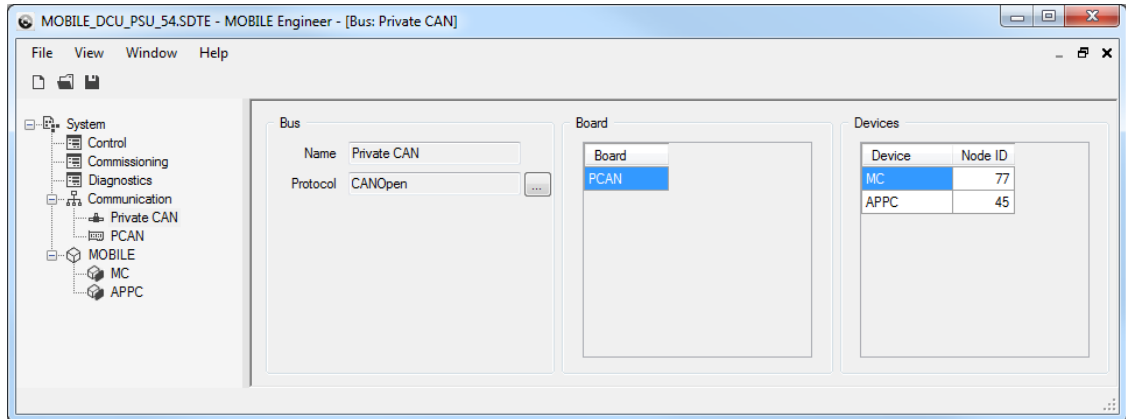 MOBILE_DCU_PSU_54.SDTE - MOBILE Engineer - [Bus: Private CAN]
File View Window Help
System
Control
Commissioning
Diagnostics
Communication
Private CAN
PCAN
MOBILE
MC
APPC
Bus
Name Private CAN
Protocol CANOpen ...
Board
Board
PCAN
Devices
Device Node ID
MC 77
APPC 45